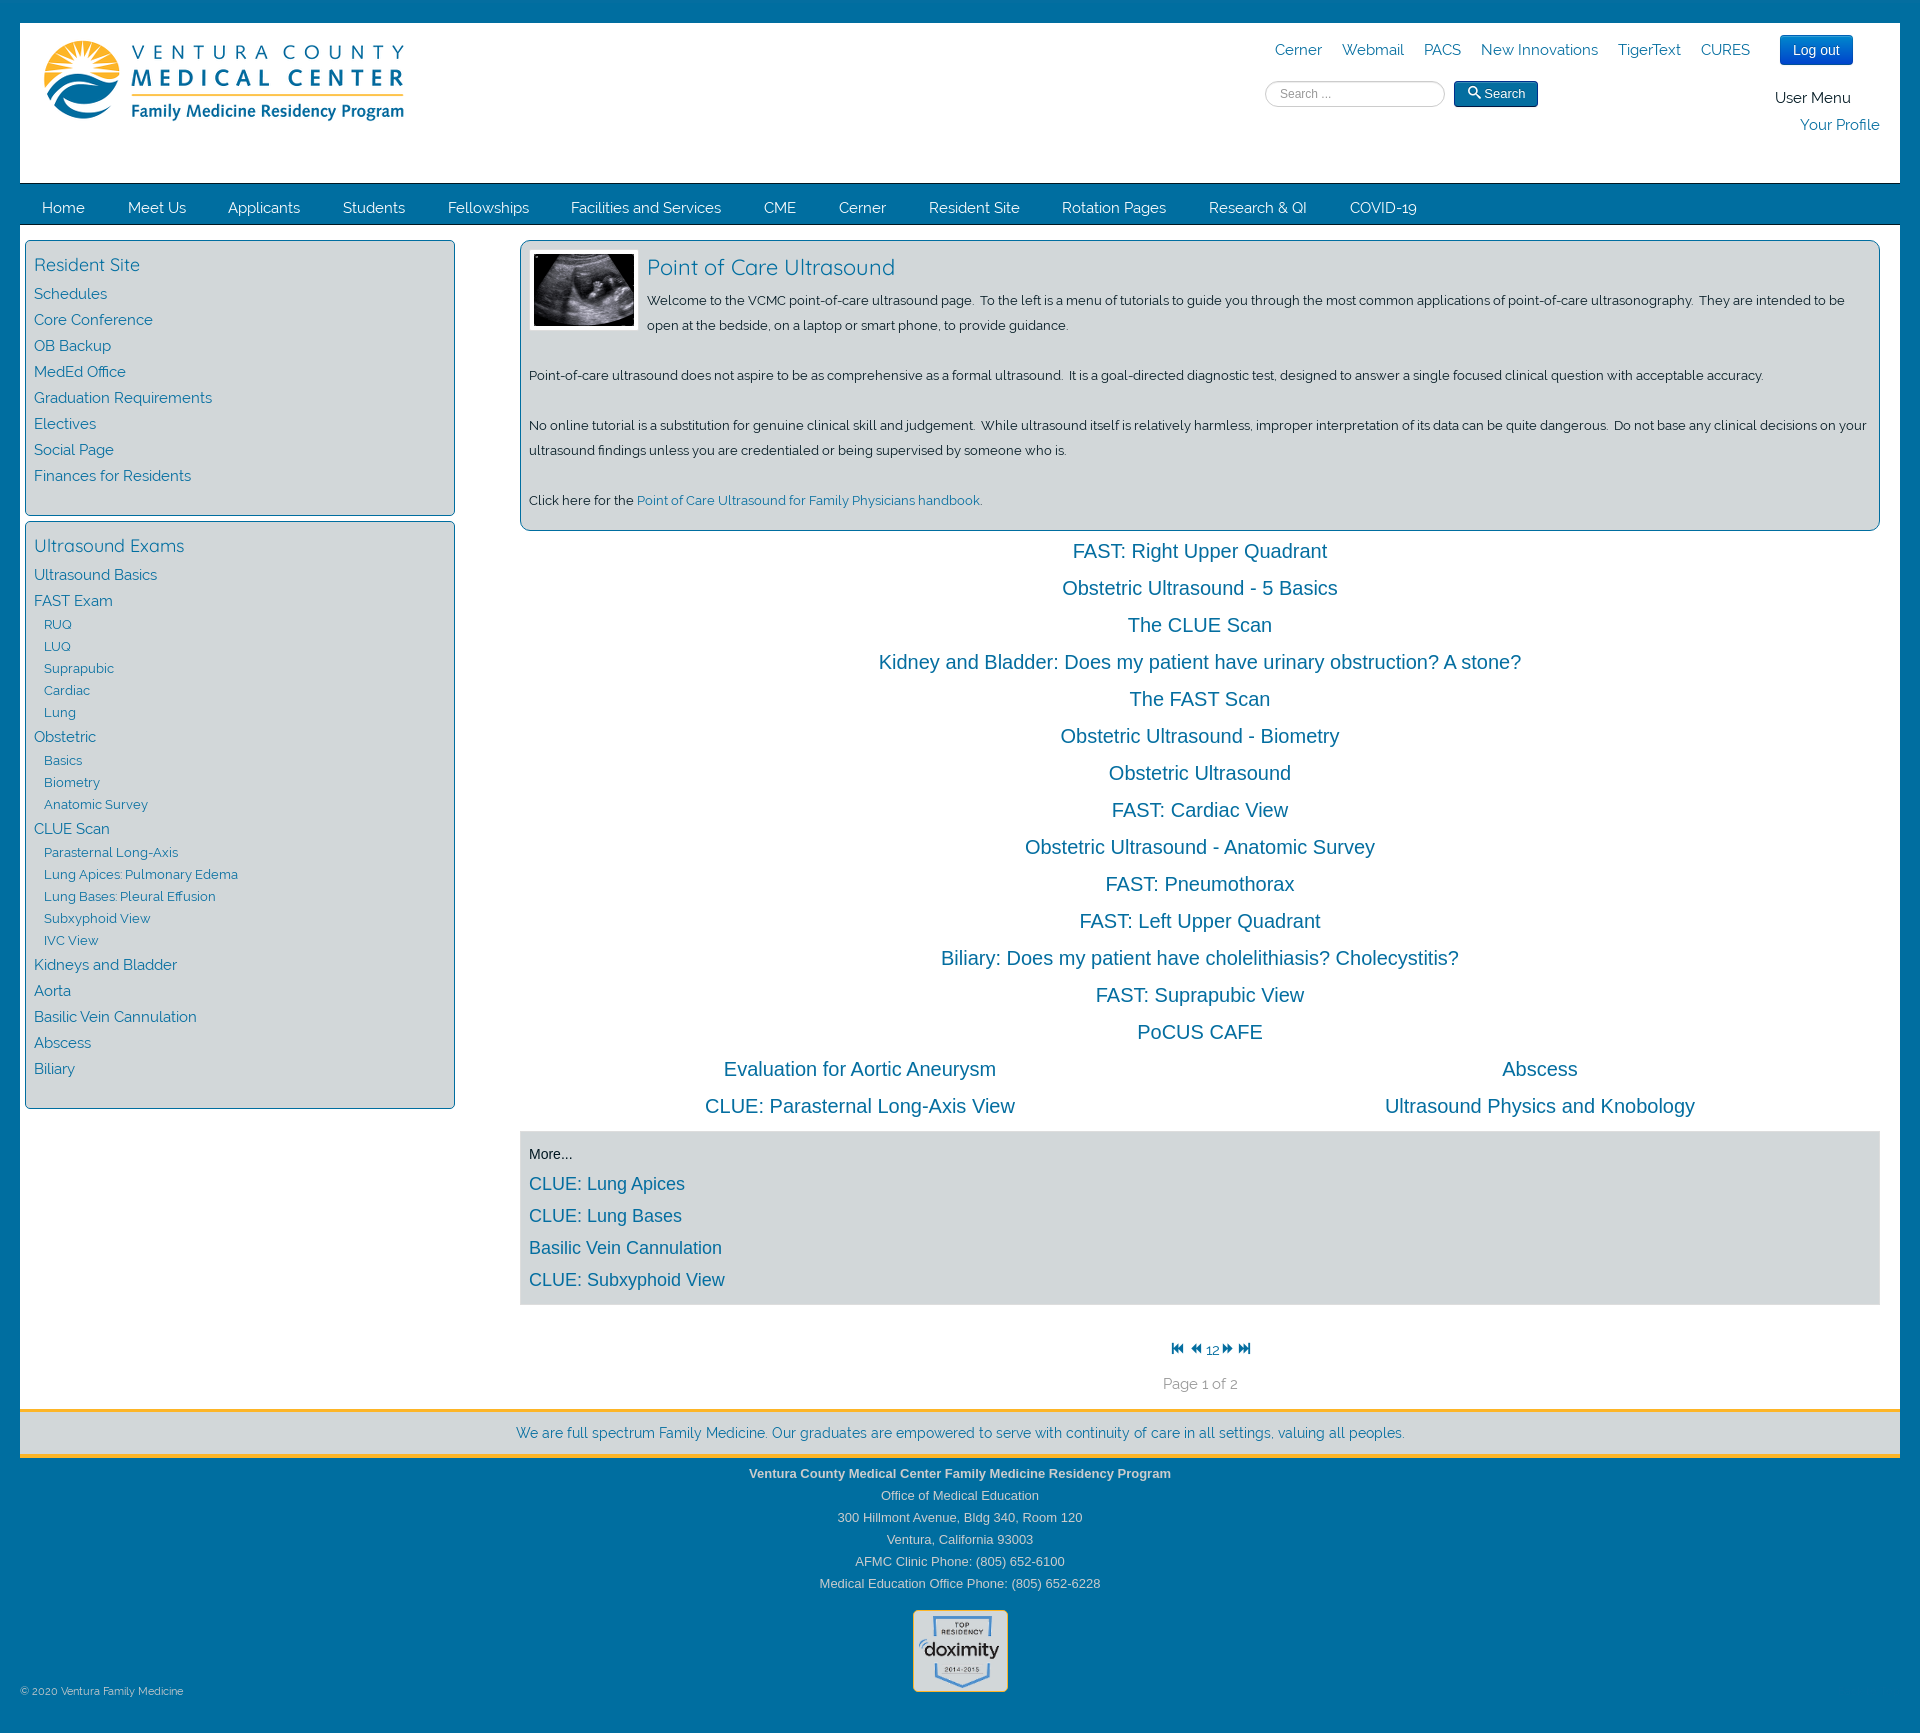 VENTURA COUNTY
MEDICAL CENTER
Family Medicine Residency Program
Cerner Webmail PACS New Innovations TigerText CURES
Log out
Search ...
Search
User Menu
Your Profile
Home Meet Us Applicants Students Fellowships Facilities and Services CME Cerner Resident Site Rotation Pages Research & QI COVID-19
Resident Site
Schedules
Core Conference
OB Backup
MedEd Office
Graduation Requirements
Electives
Social Page
Finances for Residents
Ultrasound Exams
Ultrasound Basics
FAST Exam
RUQ
LUQ
Suprapubic
Cardiac
Lung
Obstetric
Basics
Biometry
Anatomic Survey
CLUE Scan
Parasternal Long-Axis
Lung Apices: Pulmonary Edema
Lung Bases: Pleural Effusion
Subxyphoid View
IVC View
Kidneys and Bladder
Aorta
Basilic Vein Cannulation
Abscess
Biliary
Point of Care Ultrasound
Welcome to the VCMC point-of-care ultrasound page. To the left is a menu of tutorials to guide you through the most common applications of point-of-care ultrasonography. They are intended to be
open at the bedside, on a laptop or smart phone, to provide guidance.
Point-of-care ultrasound does not aspire to be as comprehensive as a formal ultrasound. It is a goal-directed diagnostic test, designed to answer a single focused clinical question with acceptable accuracy.
No online tutorial is a substitution for genuine clinical skill and judgement. While ultrasound itself is relatively harmless, improper interpretation of its data can be quite dangerous. Do not base any clinical decisions on your
ultrasound findings unless you are credentialed or being supervised by someone who is.
Click here for the Point of Care Ultrasound for Family Physicians handbook.
FAST: Right Upper Quadrant
Obstetric Ultrasound - 5 Basics
The CLUE Scan
Kidney and Bladder: Does my patient have urinary obstruction? A stone?
The FAST Scan
Obstetric Ultrasound - Biometry
Obstetric Ultrasound
FAST: Cardiac View
Obstetric Ultrasound - Anatomic Survey
FAST: Pneumothorax
FAST: Left Upper Quadrant
Biliary: Does my patient have cholelithiasis? Cholecystitis?
FAST: Suprapubic View
PoCUS CAFE
Evaluation for Aortic Aneurysm Abscess
CLUE: Parasternal Long-Axis View Ultrasound Physics and Knobology
More...
CLUE: Lung Apices
CLUE: Lung Bases
Basilic Vein Cannulation
CLUE: Subxyphoid View
12
Page 1 of 2
We are full spectrum Family Medicine. Our graduates are empowered to serve with continuity of care in all settings, valuing all peoples.
Ventura County Medical Center Family Medicine Residency Program
Office of Medical Education
300 Hillmont Avenue, Bldg 340, Room 120
Ventura, California 93003
AFMC Clinic Phone: (805) 652-6100
Medical Education Office Phone: (805) 652-6228
TOP
RESIDENCY
doximity
2014-2015
© 2020 Ventura Family Medicine